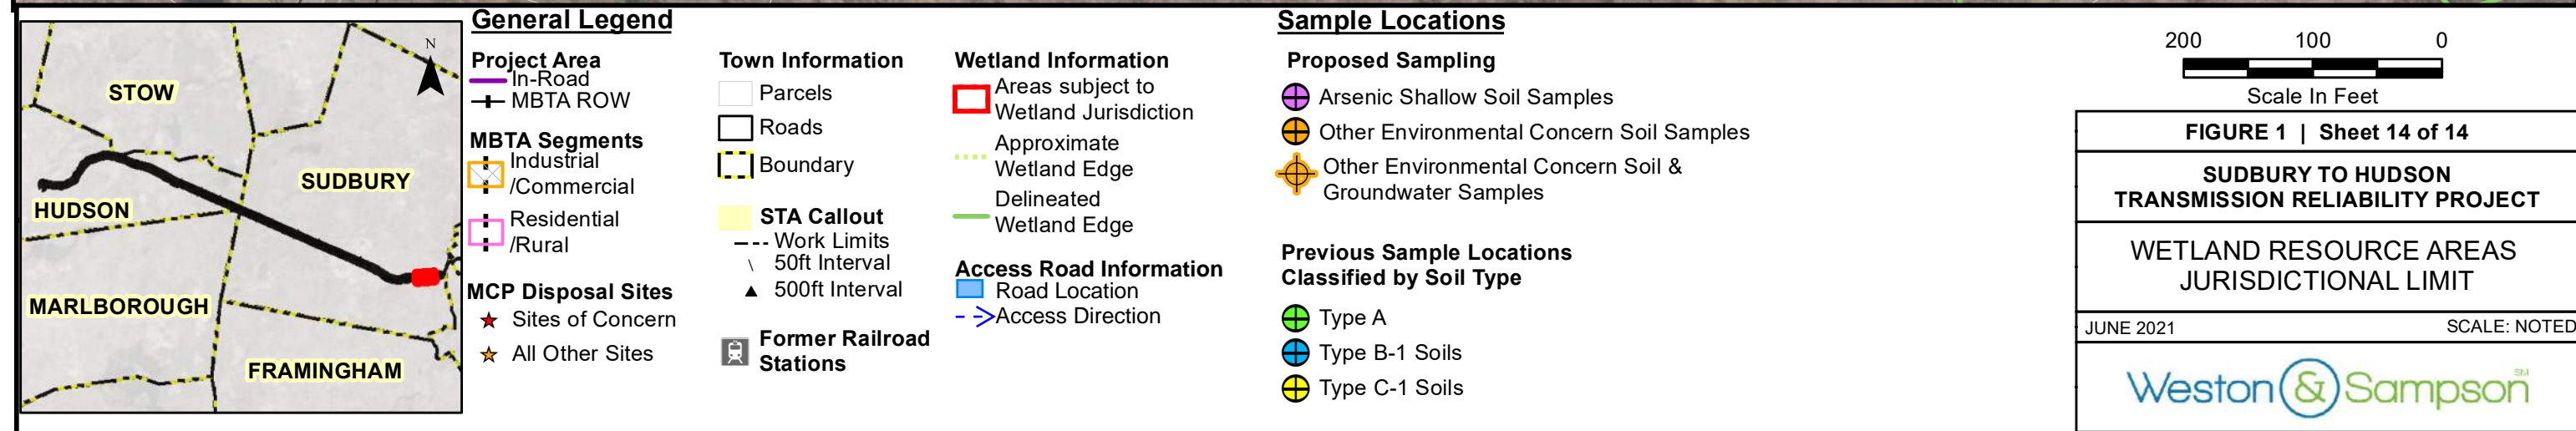 N
STOW
SUDBURY
HUDSON
MARLBOROUGH
FRAMINGHAM
General Legend
Project Area
In-Road
MBTA ROW
MBTA Segments
Industrial
/Commercial
Residential
/Rural
MCP Disposal Sites
Sites of Concern
All Other Sites
Town Information
Parcels
Roads
Boundary
STA Callout
Work Limits
50ft Interval
500ft Interval
Former Railroad
Stations
Wetland Information
Areas subject to
Wetland Jurisdiction
Approximate
Wetland Edge
Delineated
Wetland Edge
Access Road Information
Road Location
Access Direction
Sample Locations
Proposed Sampling
Arsenic Shallow Soil Samples
Other Environmental Concern Soil Samples
Other Environmental Concern Soil &
Groundwater Samples
Previous Sample Locations
Classified by Soil Type
Type A
Type B-1 Soils
Type C-1 Soils
200 100 0
Scale In Feet
FIGURE 1 | Sheet 14 of 14
SUDBURY TO HUDSON
TRANSMISSION RELIABILITY PROJECT
WETLAND RESOURCE AREAS
JURISDICTIONAL LIMIT
JUNE 2021 SCALE: NOTED
Weston & Sampson SM